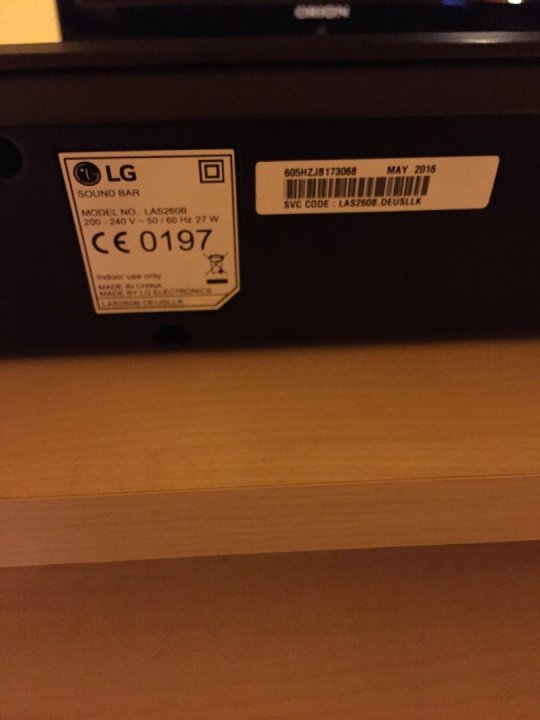 ORION
LG
SOUND BAR
MODEL NO : LAS260B
200 - 240 V ~ 50 / 60 Hz 27 W
CE 0197
Indoor use only
MADE IN CHINA
MADE BY LG ELECTRONICS
LAS260B.DEUSLLK
605HZJB173068 MAY 2016
SVC CODE : LAS260B.DEUSLLK